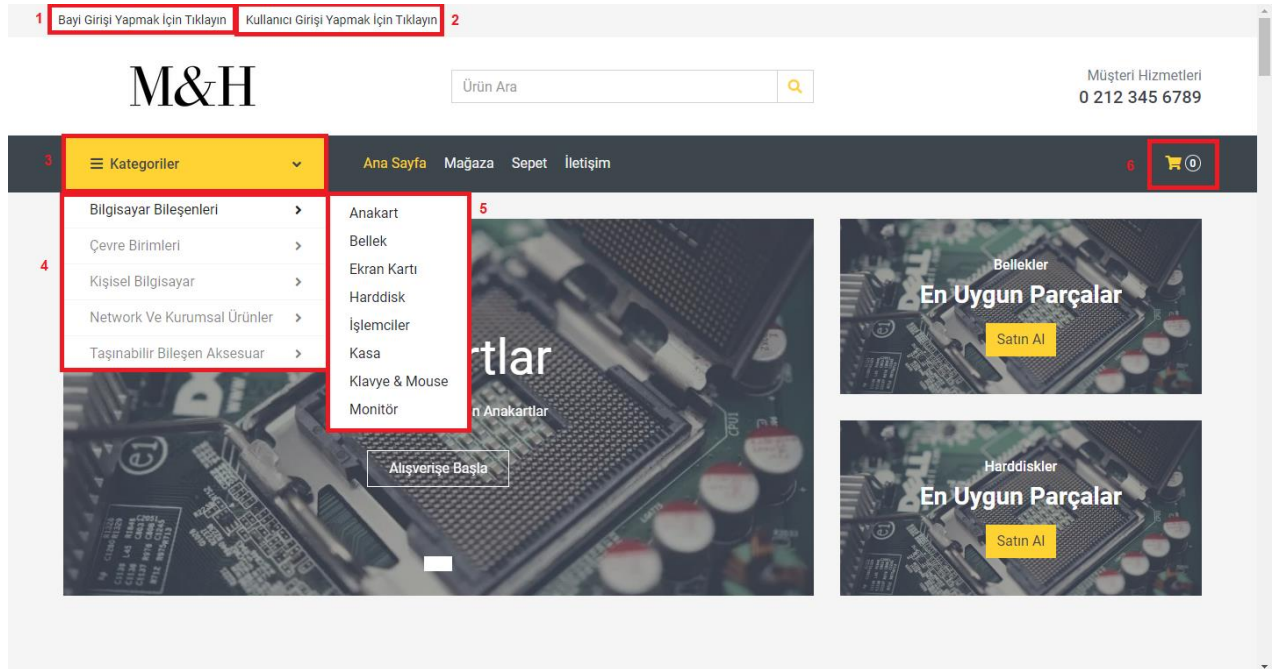 1 Bayi Girişi Yapmak İçin Tıklayın Kullanıcı Girişi Yapmak İçin Tıklayın 2
M&H
Ürün Ara
Müşteri Hizmetleri
0 212 345 6789
3 Kategoriler
Ana Sayfa Mağaza Sepet İletişim
6 0
4
Bilgisayar Bileşenleri
Çevre Birimleri
Kişisel Bilgisayar
Network Ve Kurumsal Ürünler
Taşınabilir Bileşen Aksesuar
5
Anakart
Bellek
Ekran Kartı
Harddisk
İşlemciler
Kasa
Klavye & Mouse
Monitör
rtlar
n Anakartlar
Alışverişe Başla
Bellekler
En Uygun Parçalar
Satın Al
Harddiskler
En Uygun Parçalar
Satın Al